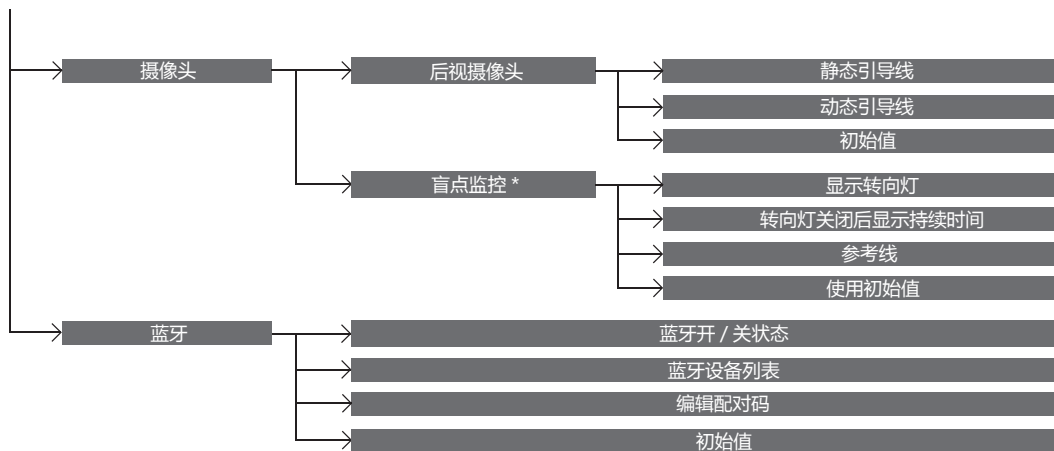 摄像头
后视摄像头
静态引导线
动态引导线
初始值
盲点监控 *
显示转向灯
转向灯关闭后显示持续时间
参考线
使用初始值
蓝牙
蓝牙开 / 关状态
蓝牙设备列表
编辑配对码
初始值